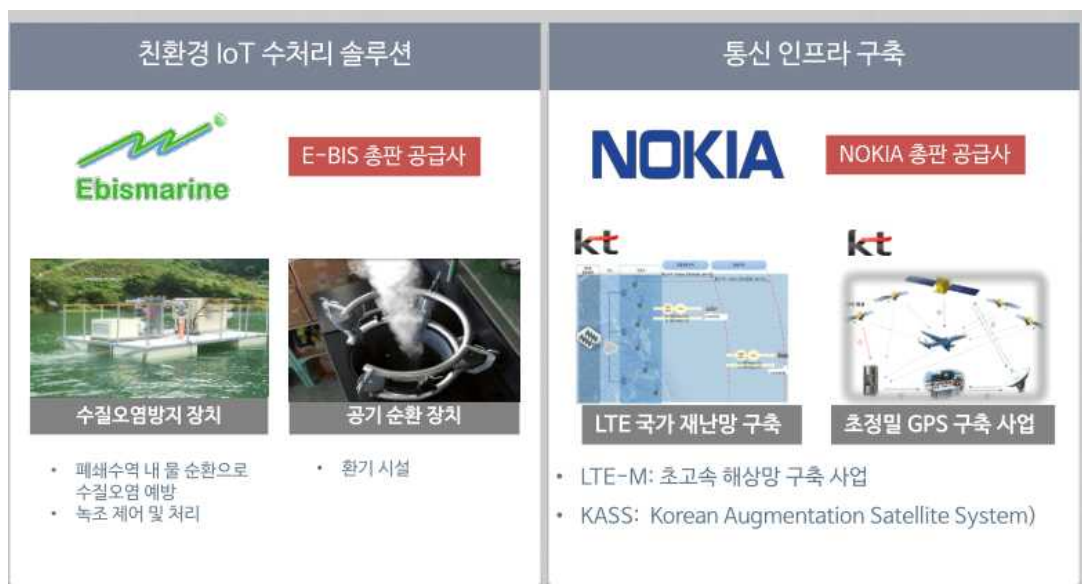 친환경 IoT 수처리 솔루션
Ebismarine
E-BIS 총판 공급사
수질오염방지 장치
공기 순환 장치
• 폐쇄수역 내 물 순환으로
수질오염 예방
• 녹조 제어 및 처리
• 환기 시설
통신 인프라 구축
NOKIA
NOKIA 총판 공급사
kt
kt
LTE 국가 재난망 구축
초정밀 GPS 구축 사업
• LTE-M: 초고속 해상망 구축 사업
• KASS: Korean Augmentation Satellite System)